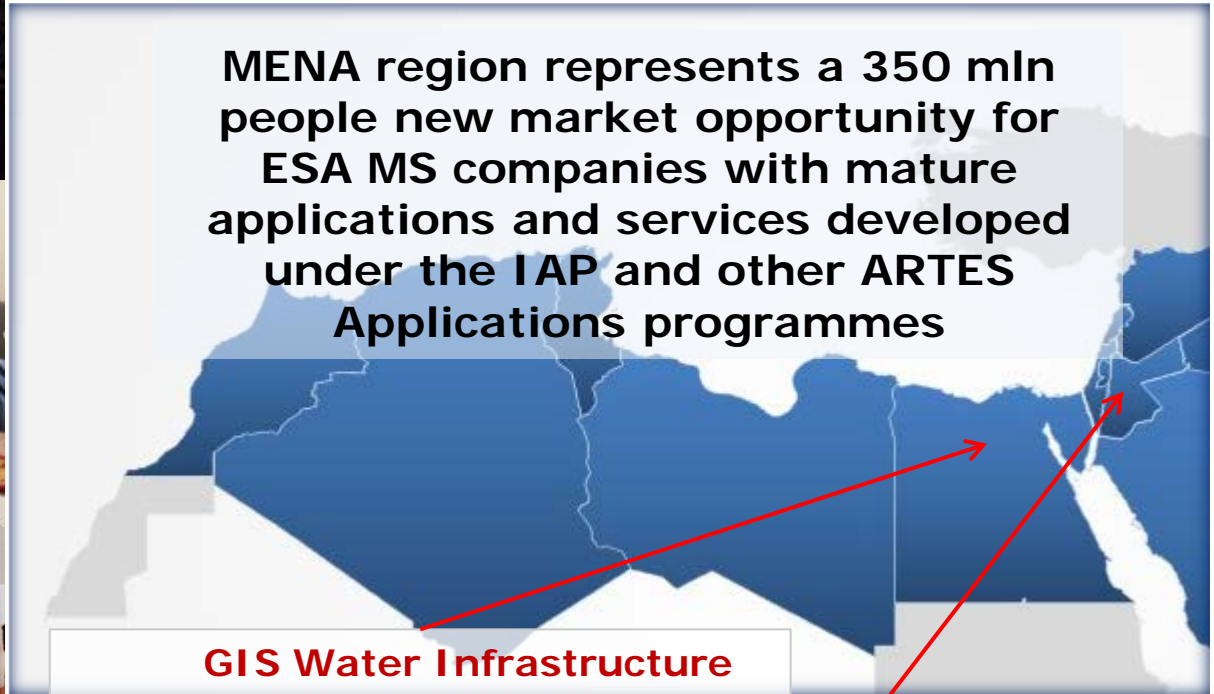 MENA region represents a 350 mln
people new market opportunity for
ESA MS companies with mature
applications and services developed
under the IAP and other ARTES
Applications programmes
GIS Water Infrastructure